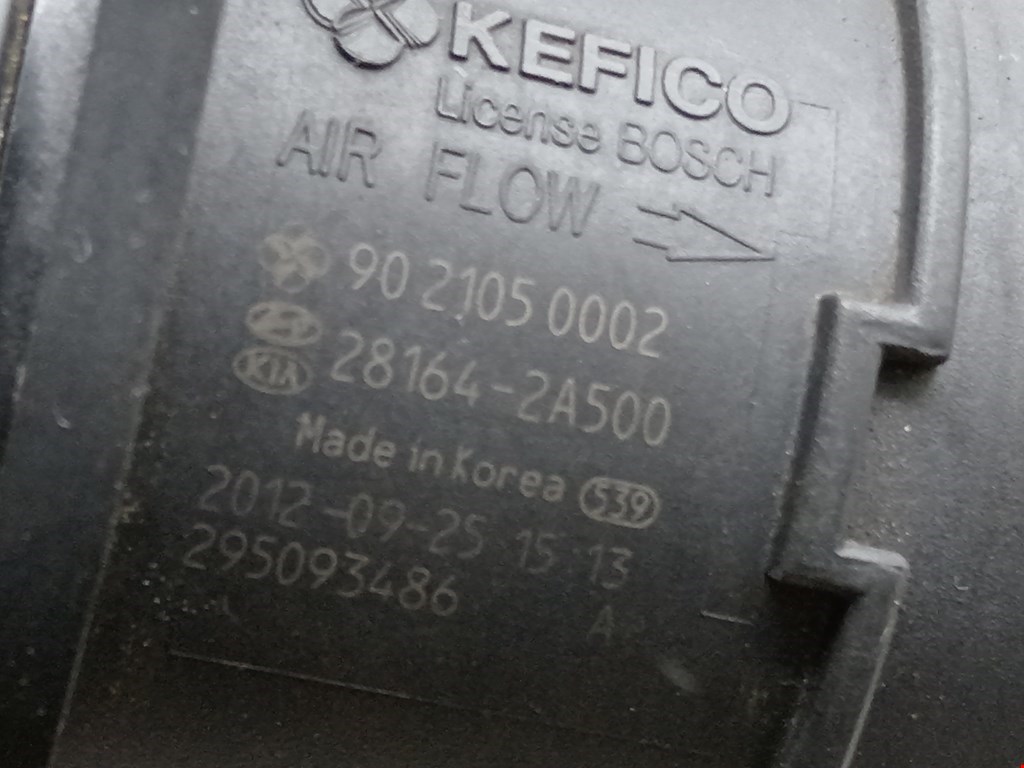 KEFICO
License BOSCH
AIR FLOW
90 2105 0002
28164-2A500
KIA
Made in Korea 539
2012-09-25 15 13
295093486 A